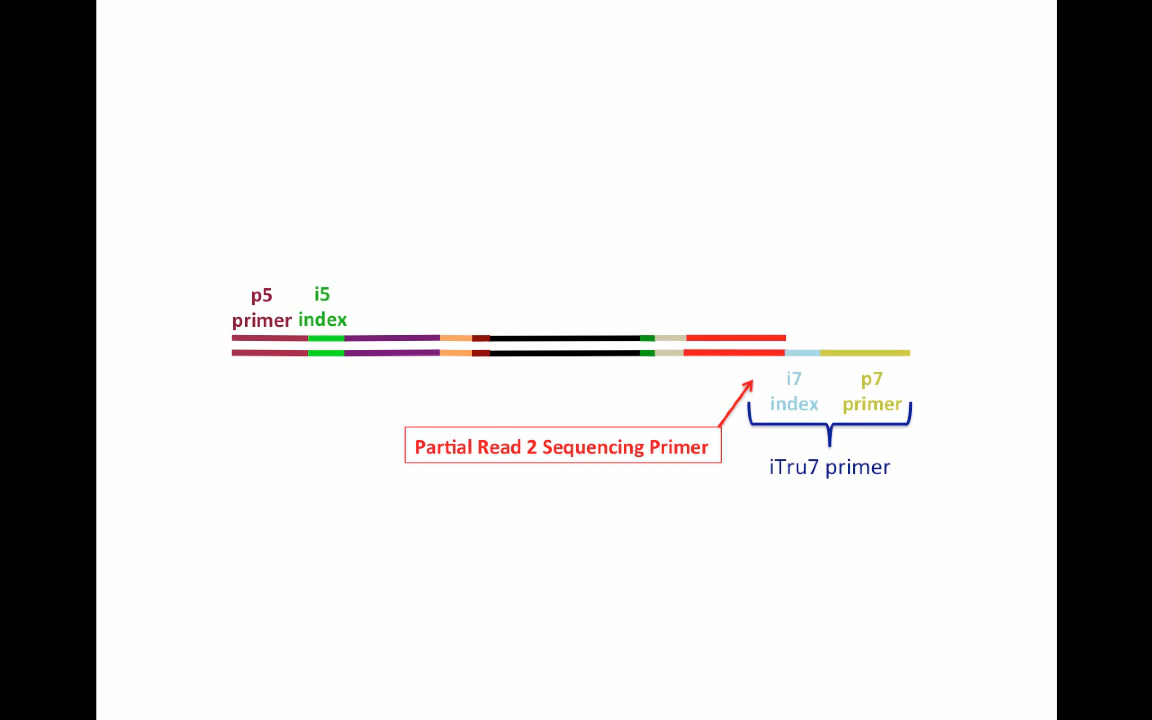 p5 i5
primer index
i7 p7
index primer
Partial Read 2 Sequencing Primer
iTru7 primer